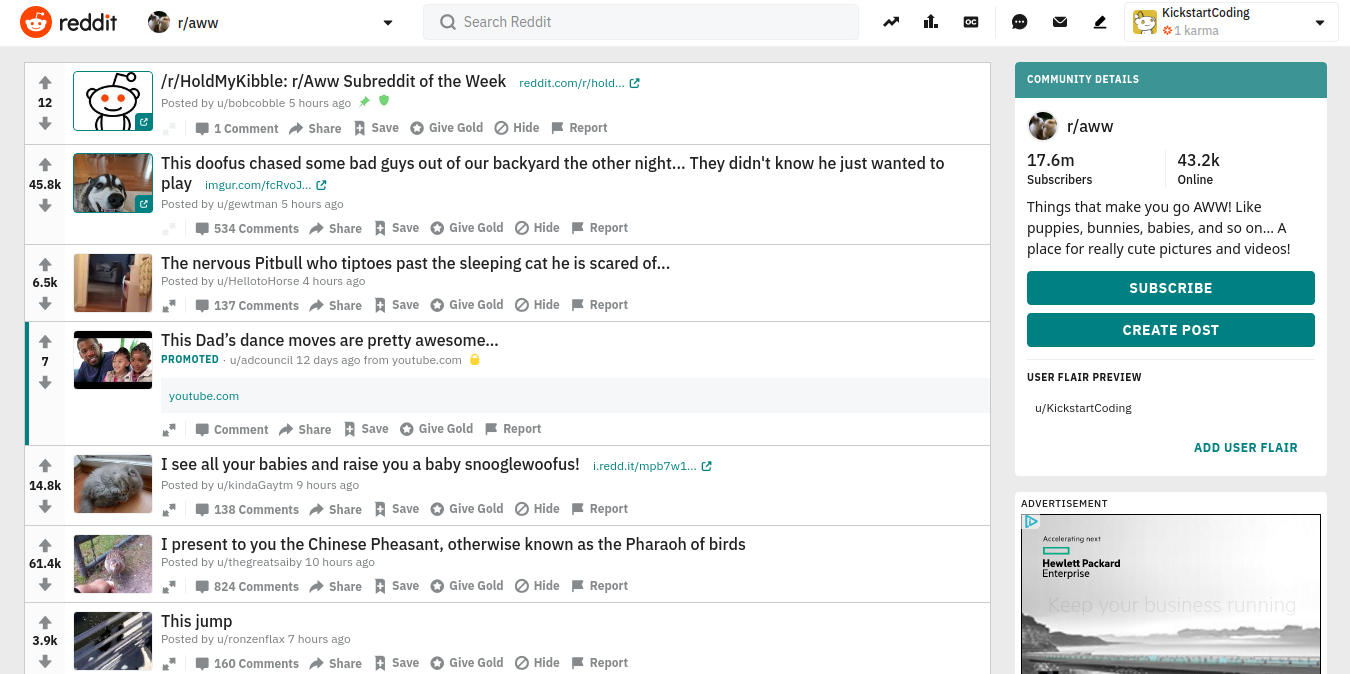 reddit
r/aww
Search Reddit
OC
KickstartCoding
1 karma
12
/r/HoldMyKibble: r/Aww Subreddit of the Week reddit.com/r/hold...
Posted by u/bobcobble 5 hours ago
1 Comment Share Save Give Gold Hide Report
45.8k
This doofus chased some bad guys out of our backyard the other night... They didn't know he just wanted to
play imgur.com/fcRvoJ...
Posted by u/gewtman 5 hours ago
534 Comments Share Save Give Gold Hide Report
6.5k
The nervous Pitbull who tiptoes past the sleeping cat he is scared of...
Posted by u/HellotoHorse 4 hours ago
137 Comments Share Save Give Gold Hide Report
7
This Dad’s dance moves are pretty awesome...
PROMOTED · u/adcouncil 12 days ago from youtube.com
youtube.com
Comment Share Save Give Gold Report
14.8k
I see all your babies and raise you a baby snooglewoofus! i.redd.it/mpb7w1...
Posted by u/kindaGaytm 9 hours ago
138 Comments Share Save Give Gold Hide Report
61.4k
I present to you the Chinese Pheasant, otherwise known as the Pharaoh of birds
Posted by u/thegreatsaiby 10 hours ago
824 Comments Share Save Give Gold Hide Report
3.9k
This jump
Posted by u/ronzenflax 7 hours ago
160 Comments Share Save Give Gold Hide Report
COMMUNITY DETAILS
r/aww
17.6m 43.2k
Subscribers Online
Things that make you go AWW! Like
puppies, bunnies, babies, and so on... A
place for really cute pictures and videos!
SUBSCRIBE
CREATE POST
USER FLAIR PREVIEW
u/KickstartCoding
ADD USER FLAIR
ADVERTISEMENT
Accelerating next
Hewlett Packard
Enterprise
Keep your business running